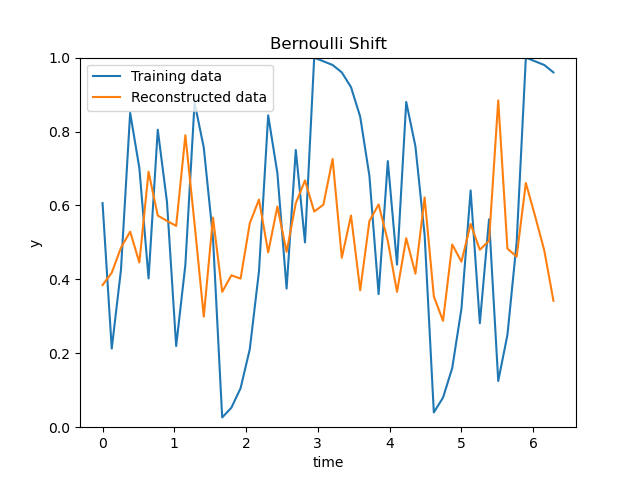 Bernoulli Shift
1.0
0.8
0.6
0.4
0.2
0.0
y
Training data
Reconstructed data
0 1 2 3 4 5 6
time